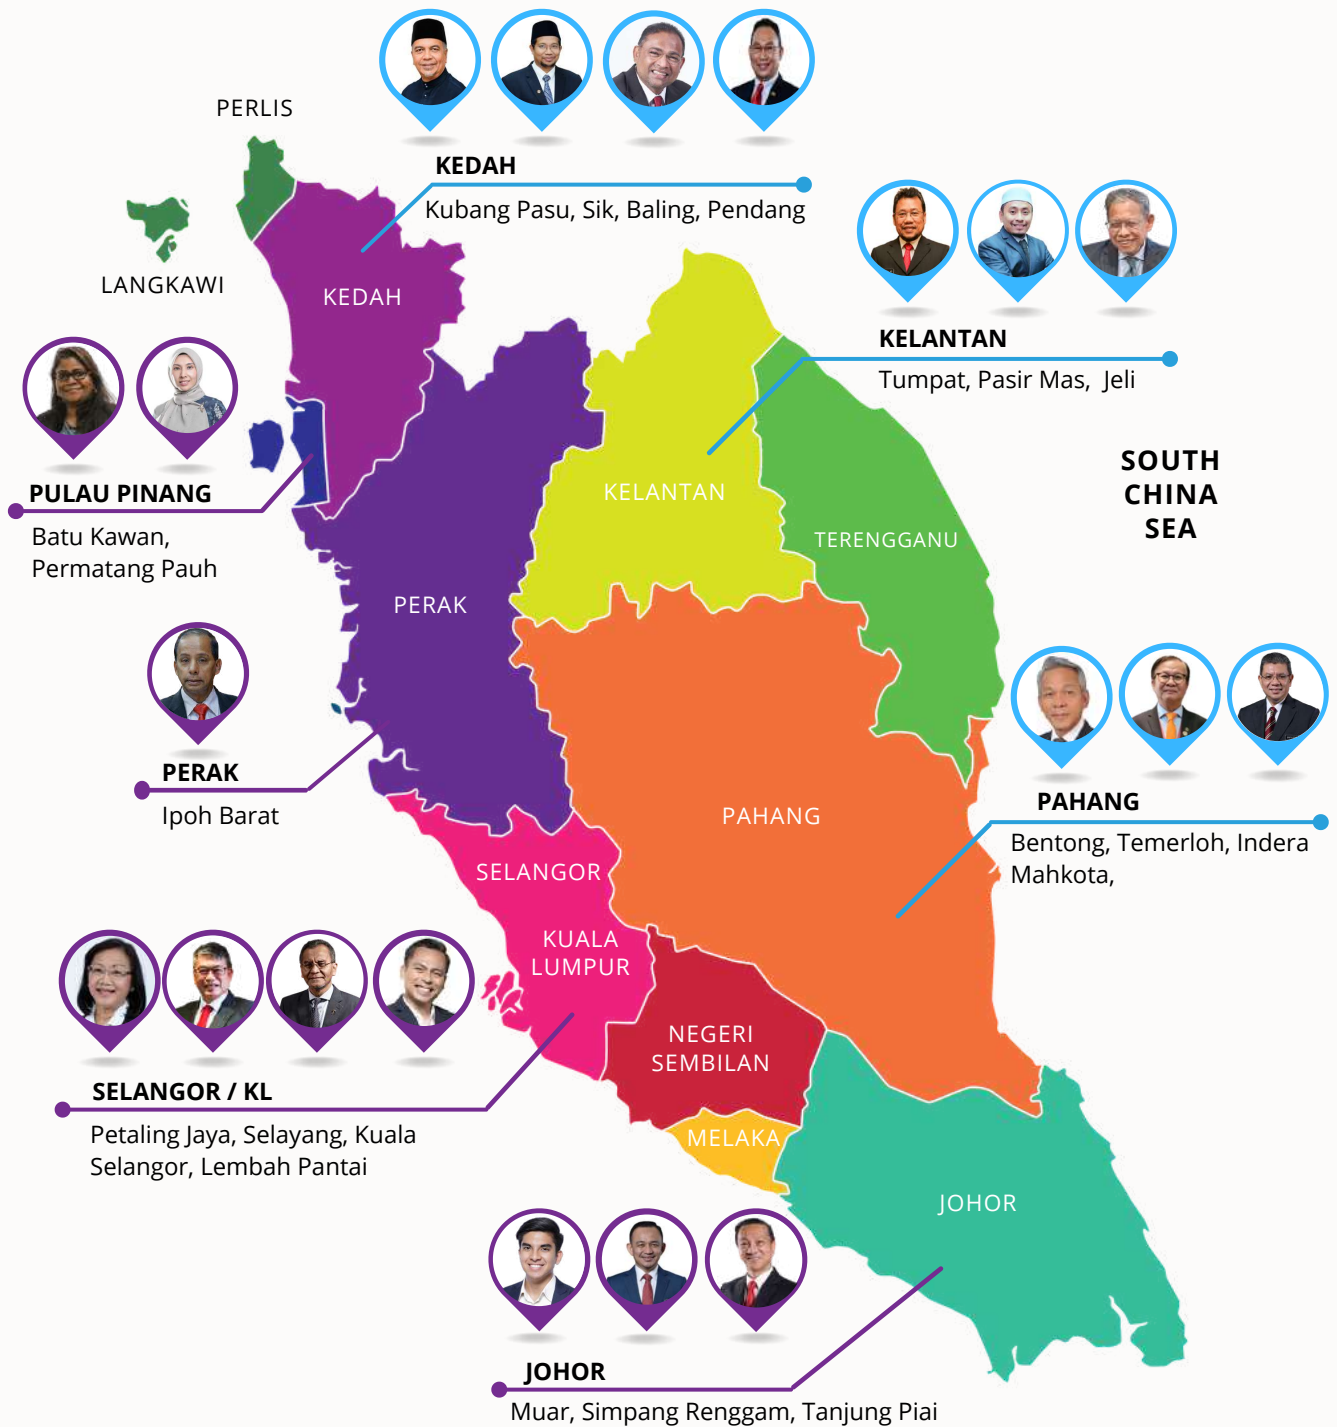 PERLIS
KEDAH
Kubang Pasu, Sik, Baling, Pendang
LANGKAWI
KEDAH
KELANTAN
Tumpat, Pasir Mas, Jeli
PULAU PINANG
Batu Kawan,
Permatang Pauh
KELANTAN
TERENGGANU
SOUTH
CHINA
SEA
PERAK
PERAK
Ipoh Barat
PAHANG
PAHANG
Bentong, Temerloh, Indera
Mahkota,
SELANGOR
KUALA
LUMPUR
SELANGOR / KL
Petaling Jaya, Selayang, Kuala
Selangor, Lembah Pantai
NEGERI
SEMBILAN
MELAKA
JOHOR
JOHOR
Muar, Simpang Renggam, Tanjung Piai